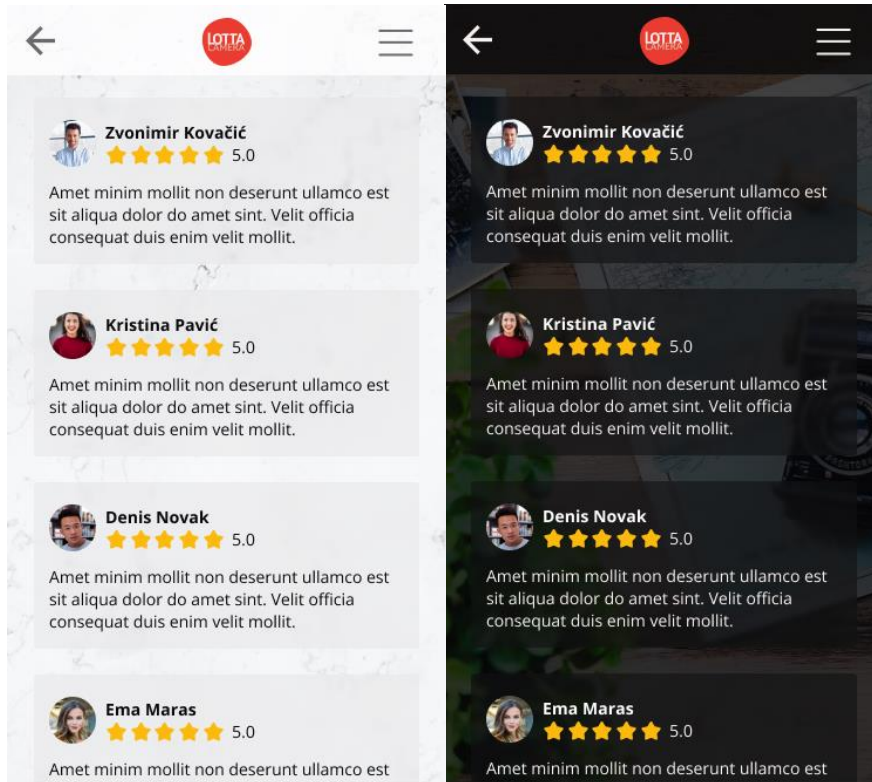 LOTTA
CAMERA
Zvonimir Kovačić
5.0
Amet minim mollit non deserunt ullamco est
sit aliqua dolor do amet sint. Velit officia
consequat duis enim velit mollit.
Kristina Pavić
5.0
Amet minim mollit non deserunt ullamco est
sit aliqua dolor do amet sint. Velit officia
consequat duis enim velit mollit.
Denis Novak
5.0
Amet minim mollit non deserunt ullamco est
sit aliqua dolor do amet sint. Velit officia
consequat duis enim velit mollit.
Ema Maras
5.0
Amet minim mollit non deserunt ullamco est
LOTTA
CAMERA
Zvonimir Kovačić
5.0
Amet minim mollit non deserunt ullamco est
sit aliqua dolor do amet sint. Velit officia
consequat duis enim velit mollit.
Kristina Pavić
5.0
Amet minim mollit non deserunt ullamco est
sit aliqua dolor do amet sint. Velit officia
consequat duis enim velit mollit.
Denis Novak
5.0
Amet minim mollit non deserunt ullamco est
sit aliqua dolor do amet sint. Velit officia
consequat duis enim velit mollit.
Ema Maras
5.0
Amet minim mollit non deserunt ullamco est